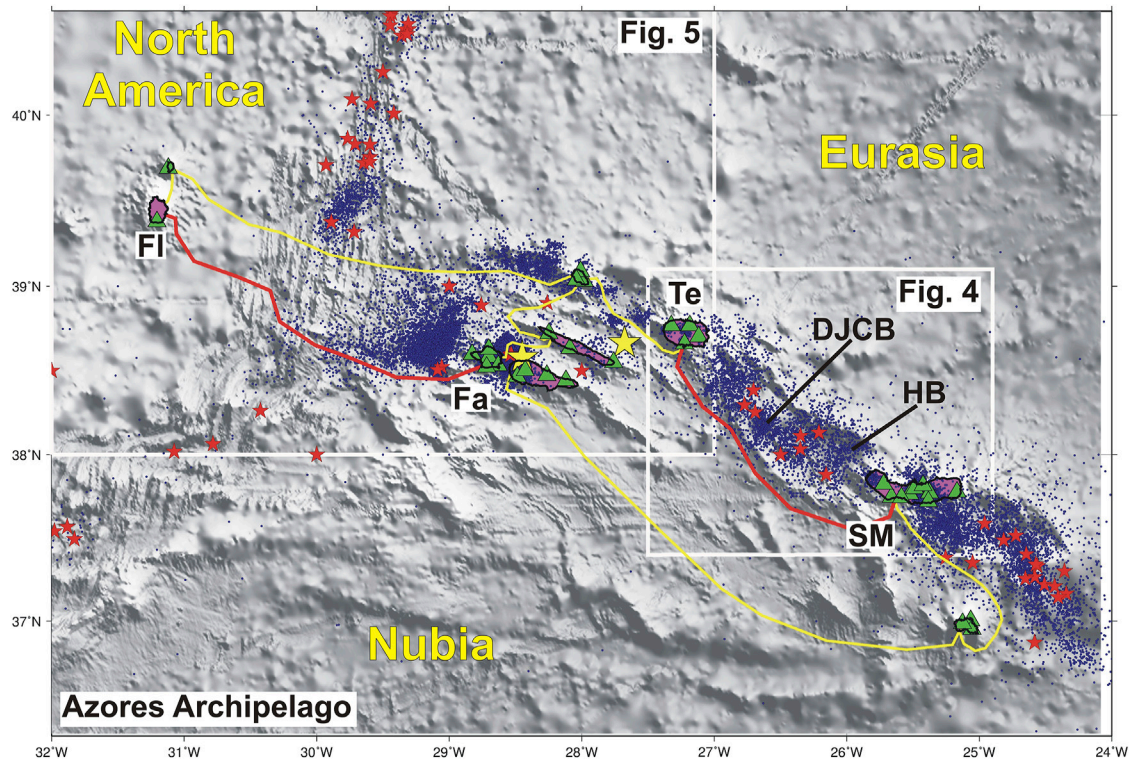 North
America
Fig. 5
40°N
Eurasia
Fl
39°N
Te
Fig. 4
DJCB
HB
Fa
38°N
SM
37°N
Nubia
Azores Archipelago
32°W 31°W 30°W 29°W 28°W 27°W 26°W 25°W 24°W